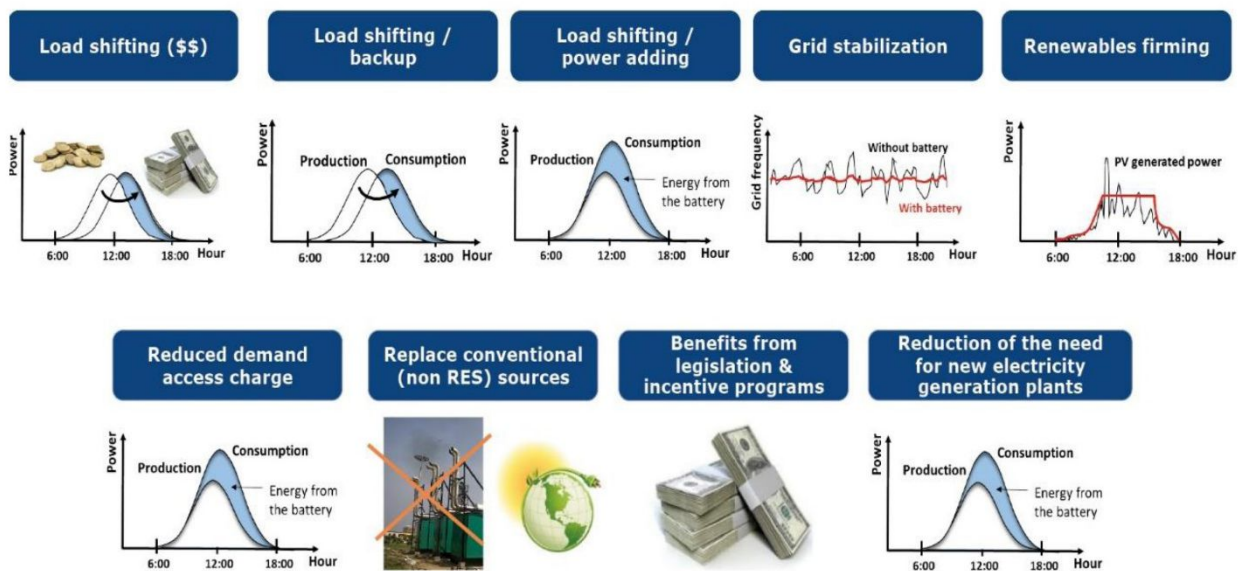 Load shifting ($$)
Load shifting /
backup
Load shifting /
power adding
Grid stabilization
Renewables firming
Power
6:00
12:00
18:00
Hour
Power
Production
Consumption
6:00
12:00
18:00
Hour
Power
Consumption
Production
Energy from
the battery
6:00
12:00
18:00
Hour
Grid frequency
Without battery
With battery
6:00
12:00
18:00
Hour
Power
PV generated power
6:00
12:00
18:00
Hour
Reduced demand
access charge
Replace conventional
(non RES) sources
Benefits from
legislation &
incentive programs
Reduction of the need
for new electricity
generation plants
Power
Consumption
Production
Energy from
the battery
6:00
12:00
18:00
Hour
Power
Consumption
Production
Energy from
the battery
6:00
12:00
18:00
Hour